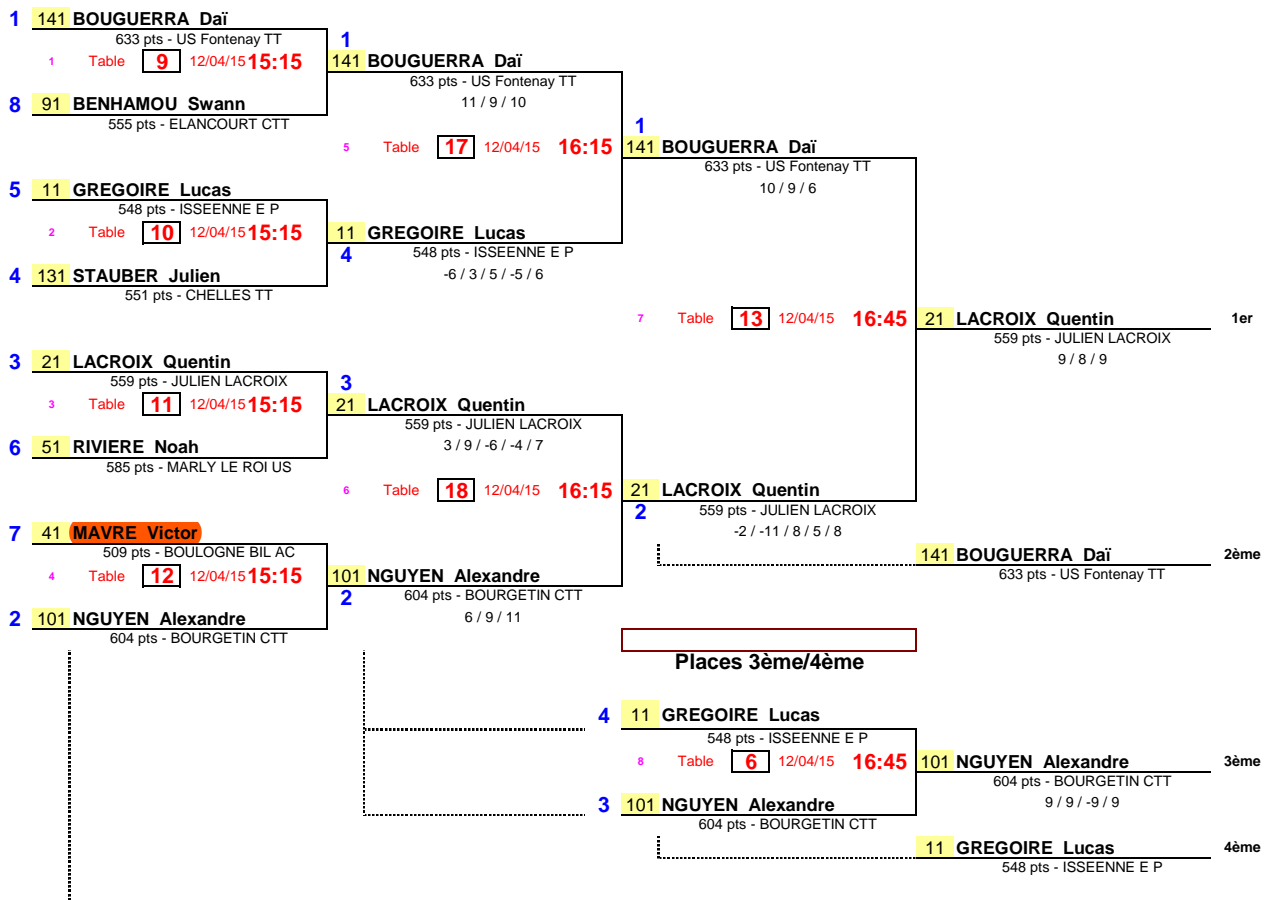 1 141 BOUGUERRA Daï
633 pts - US Fontenay TT
1 Table 9 12/04/15 15:15
8 91 BENHAMOU Swann
555 pts - ELANCOURT CTT
5 11 GREGOIRE Lucas
548 pts - ISSEENNE E P
2 Table 10 12/04/15 15:15
4 131 STAUBER Julien
551 pts - CHELLES TT
3 21 LACROIX Quentin
559 pts - JULIEN LACROIX
3 Table 11 12/04/15 15:15
6 51 RIVIERE Noah
585 pts - MARLY LE ROI US
7 41 MAVRE Victor
509 pts - BOULOGNE BIL AC
4 Table 12 12/04/15 15:15
2 101 NGUYEN Alexandre
604 pts - BOURGETIN CTT
1
141 BOUGUERRA Daï
633 pts - US Fontenay TT
11 / 9 / 10
5 Table 17 12/04/15 16:15
11 GREGOIRE Lucas
4
548 pts - ISSEENNE E P
-6 / 3 / 5 / -5 / 6
3
21 LACROIX Quentin
559 pts - JULIEN LACROIX
3 / 9 / -6 / -4 / 7
6 Table 18 12/04/15 16:15
101 NGUYEN Alexandre
2
604 pts - BOURGETIN CTT
6 / 9 / 11
1
141 BOUGUERRA Daï
633 pts - US Fontenay TT
10 / 9 / 6
7 Table 13 12/04/15 16:45
21 LACROIX Quentin
2
559 pts - JULIEN LACROIX
-2 / -11 / 8 / 5 / 8
21 LACROIX Quentin 1er
559 pts - JULIEN LACROIX
9 / 8 / 9
141 BOUGUERRA Daï 2ème
633 pts - US Fontenay TT
Places 3ème/4ème
4 11 GREGOIRE Lucas
548 pts - ISSEENNE E P
8 Table 6 12/04/15 16:45
3 101 NGUYEN Alexandre
604 pts - BOURGETIN CTT
101 NGUYEN Alexandre 3ème
604 pts - BOURGETIN CTT
9 / 9 / -9 / 9
11 GREGOIRE Lucas 4ème
548 pts - ISSEENNE E P